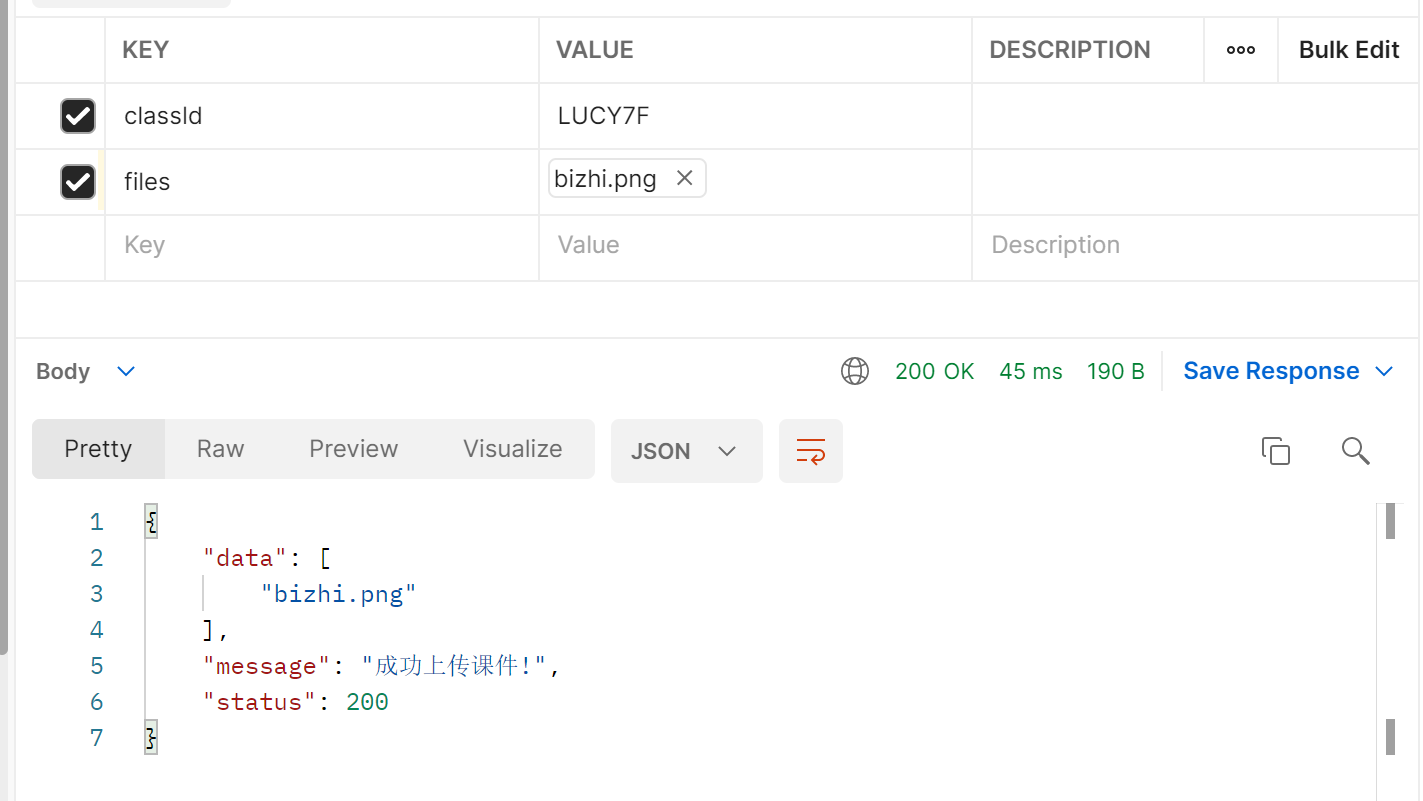 KEY VALUE DESCRIPTION Bulk Edit
classId LUCY7F
files bizhi.png
Key Value Description
Body 200 OK 45 ms 190 B Save Response
Pretty Raw Preview Visualize JSON
1 {
2 "data": [
3 "bizhi.png"
4 ],
5 "message": "成功上传课件!",
6 "status": 200
7 }